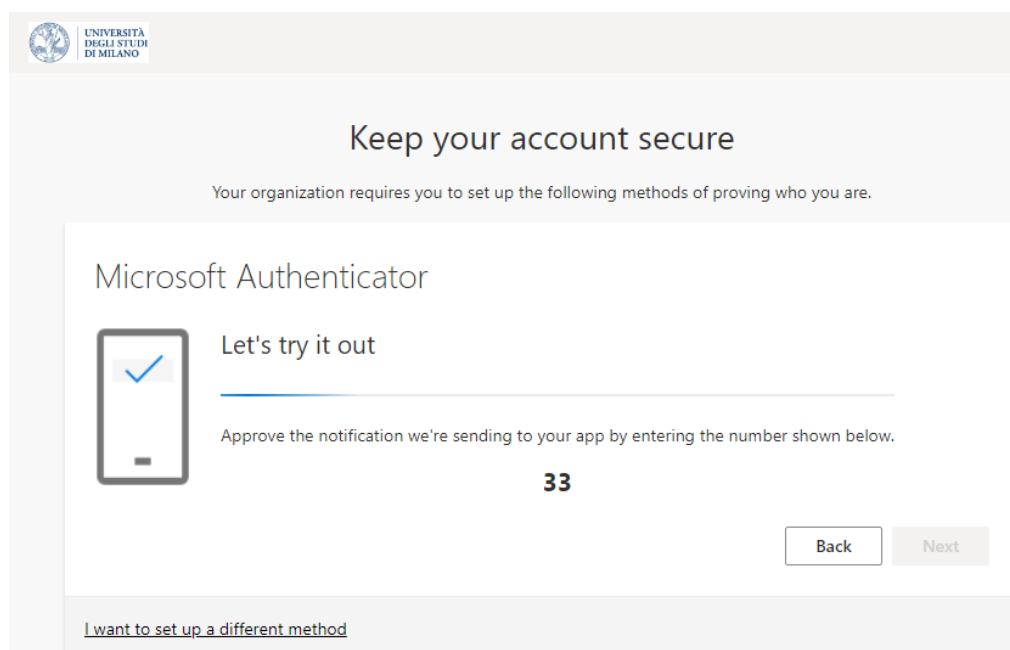 UNIVERSITÀ
DEGLI STUDI
DI MILANO
Keep your account secure
Your organization requires you to set up the following methods of proving who you are.
Microsoft Authenticator
Let's try it out
Approve the notification we're sending to your app by entering the number shown below.
33
Back Next
I want to set up a different method